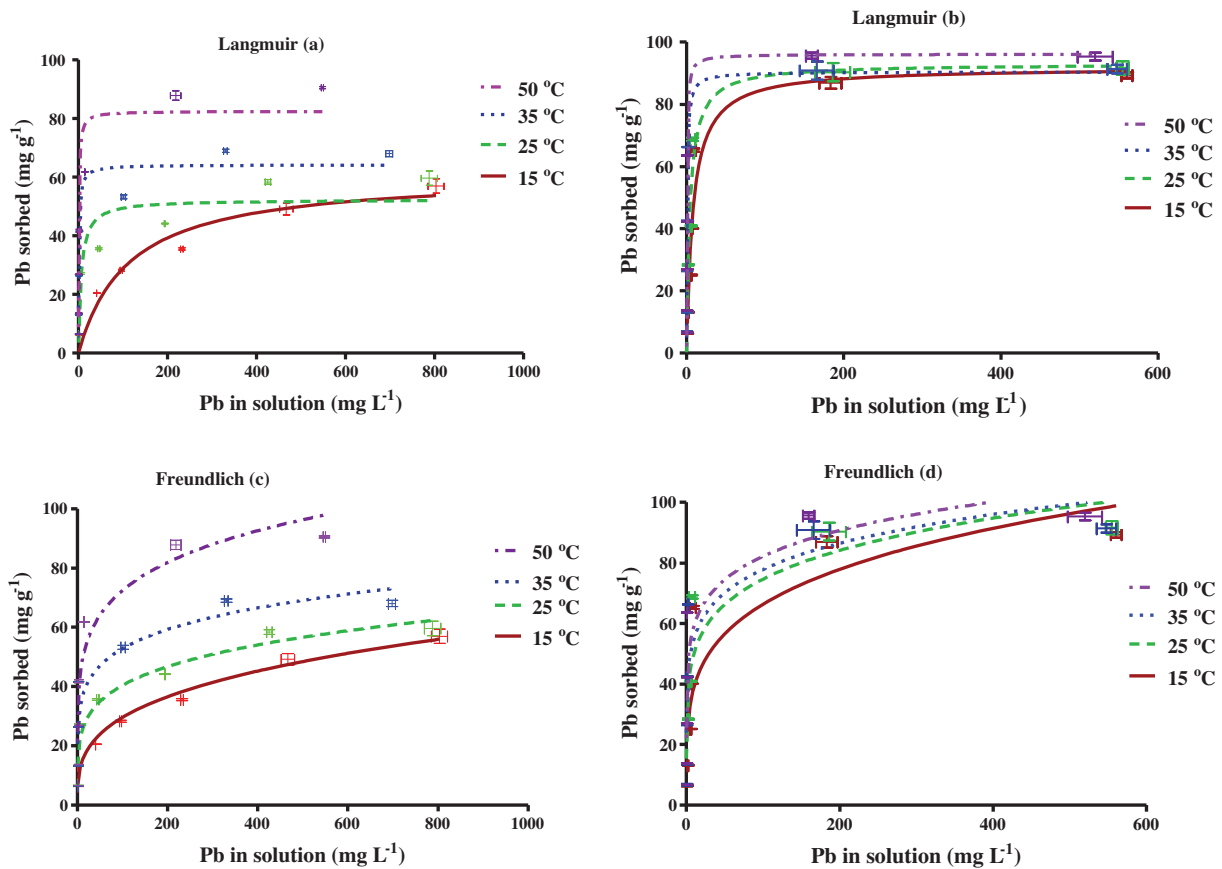 Langmuir (a)
Pb sorbed (mg g-1)
100
80
60
40
20
0
0 200 400 600 800 1000
Pb in solution (mg L-1)
50 ºC
35 ºC
25 ºC
15 ºC
Langmuir (b)
Pb sorbed (mg g-1)
100
80
60
40
20
0
0 200 400 600
Pb in solution (mg L-1)
50 ºC
35 ºC
25 ºC
15 ºC
Freundlich (c)
Pb sorbed (mg g-1)
100
80
60
40
20
0
0 200 400 600 800 1000
Pb in solution (mg L-1)
50 ºC
35 ºC
25 ºC
15 ºC
Freundlich (d)
Pb sorbed (mg g-1)
100
80
60
40
20
0
0 200 400 600
Pb in solution (mg L-1)
50 ºC
35 ºC
25 ºC
15 ºC